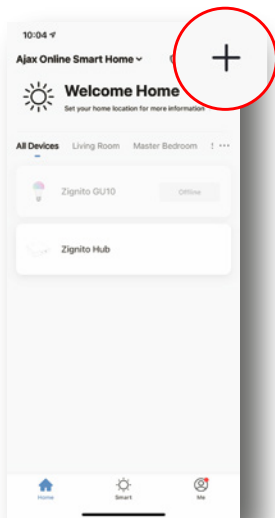 10:04
Ajax Online Smart Home
Welcome Home
Set your home location for more information
All Devices Living Room Master Bedroom
Zignito GU10 Offline
Zignito Hub
Home Smart Me